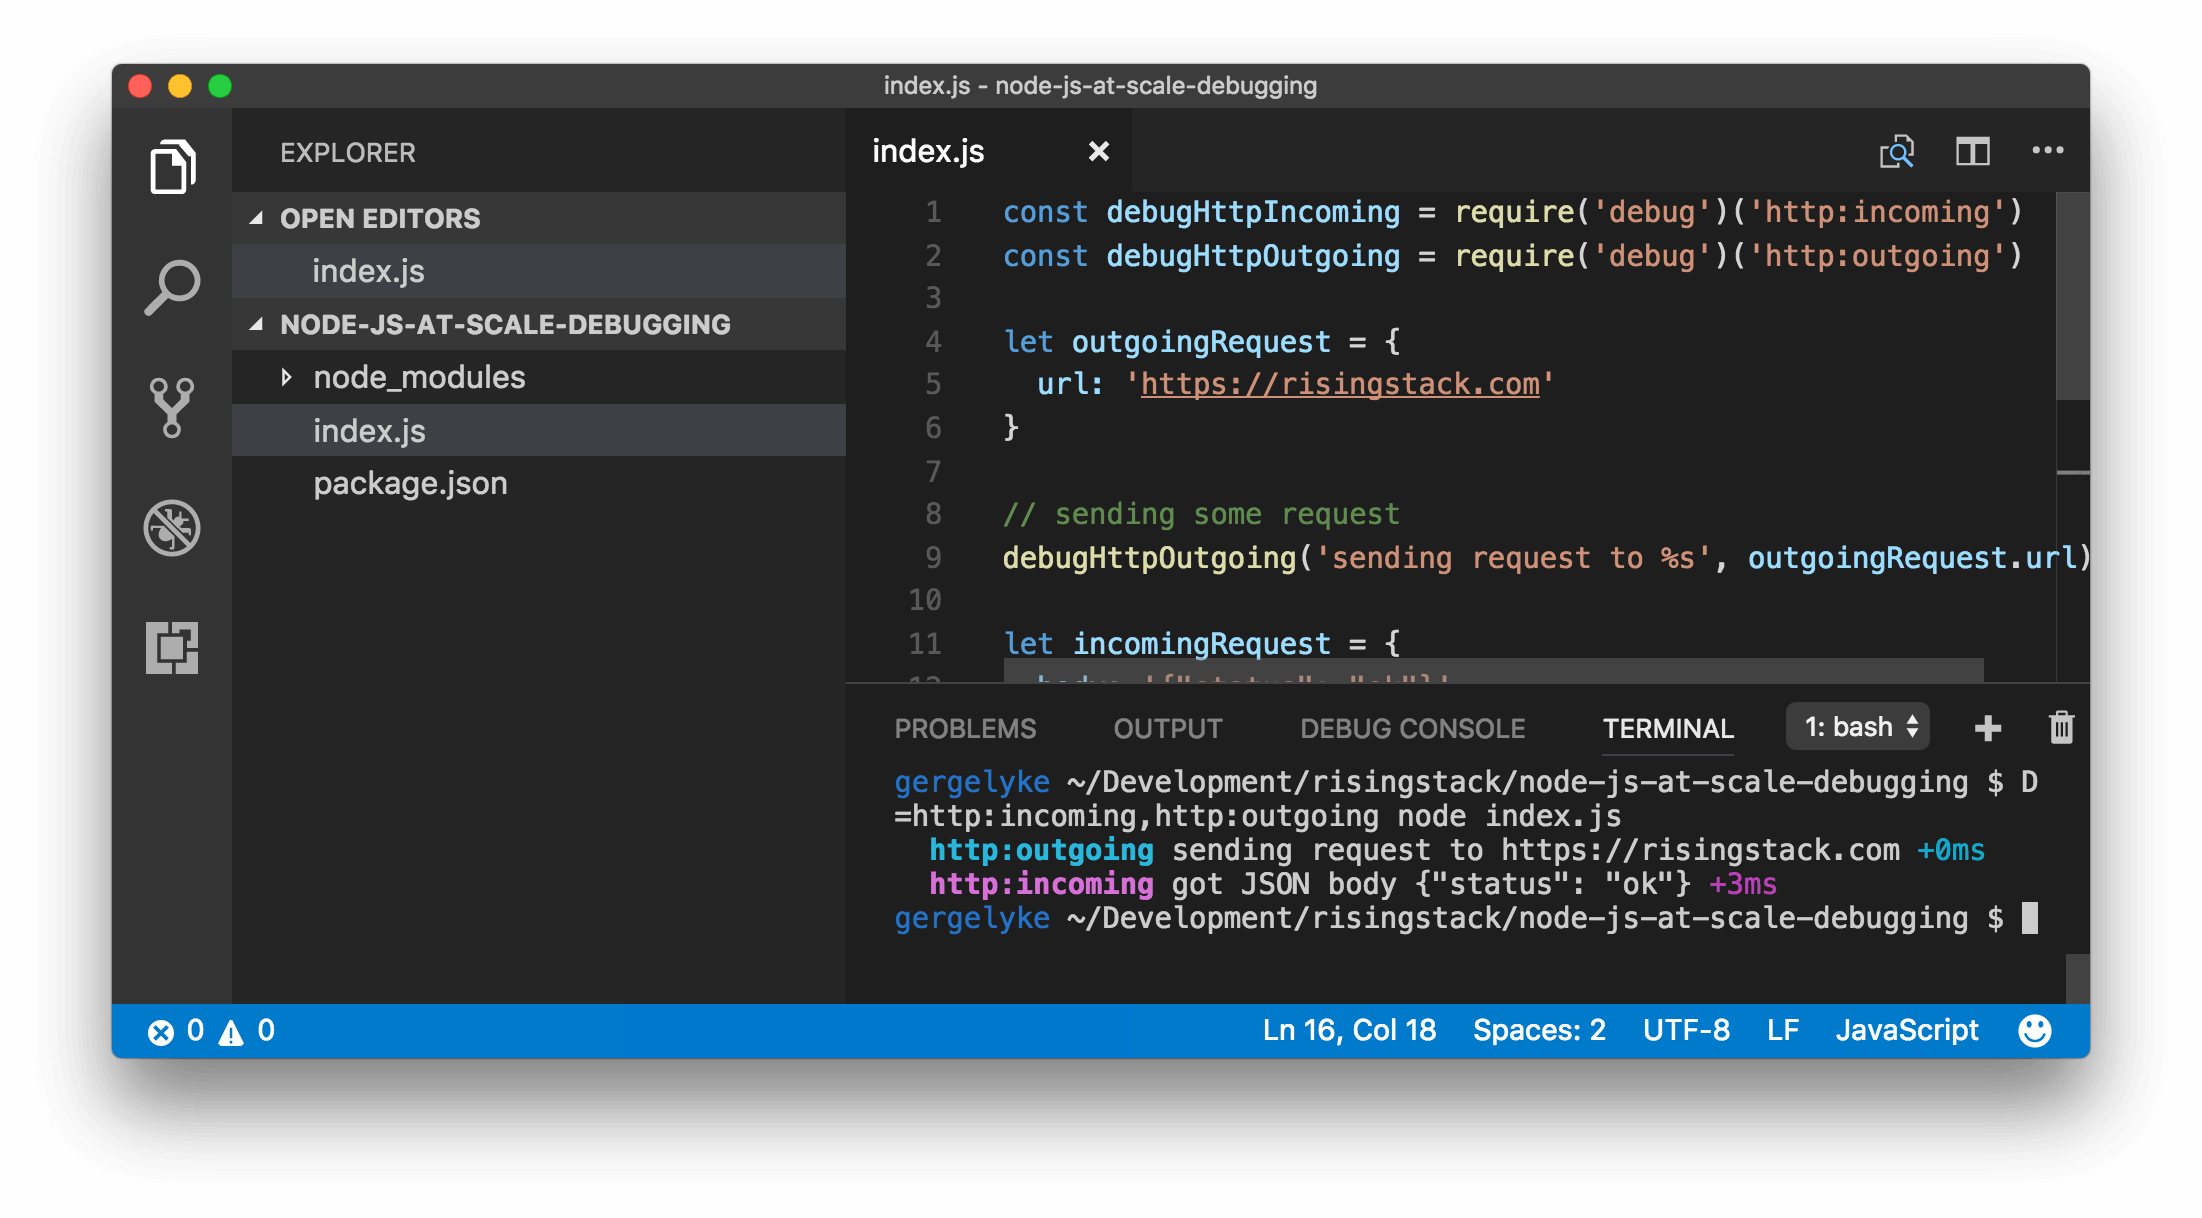 index.js - node-js-at-scale-debugging
EXPLORER
OPEN EDITORS
index.js
NODE-JS-AT-SCALE-DEBUGGING
node_modules
index.js
package.json
index.js
1 const debugHttpIncoming = require('debug')('http:incoming')
2 const debugHttpOutgoing = require('debug')('http:outgoing')
3
4 let outgoingRequest = {
5 url: 'https://risingstack.com'
6 }
7
8 // sending some request
9 debugHttpOutgoing('sending request to %s', outgoingRequest.url)
10
11 let incomingRequest = {
12 body: '{"status": "ok"}'
PROBLEMS OUTPUT DEBUG CONSOLE TERMINAL 1: bash
gergelyke ~/Development/risingstack/node-js-at-scale-debugging $ D
=http:incoming,http:outgoing node index.js
http:outgoing sending request to https://risingstack.com +0ms
http:incoming got JSON body {"status": "ok"} +3ms
gergelyke ~/Development/risingstack/node-js-at-scale-debugging $
0 0 Ln 16, Col 18 Spaces: 2 UTF-8 LF JavaScript